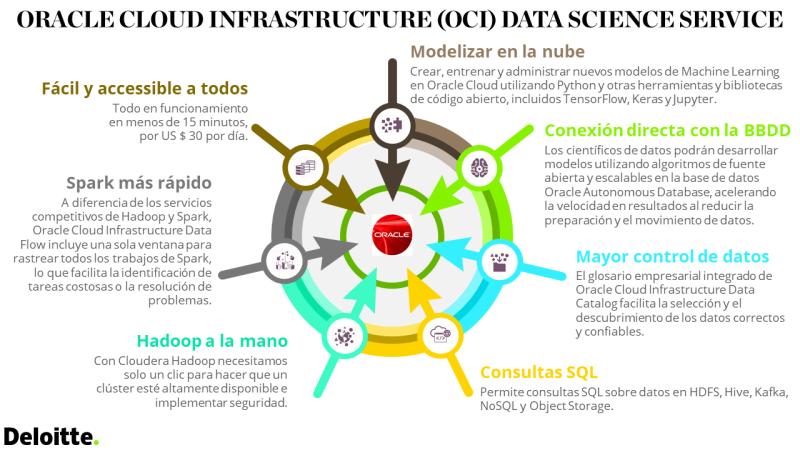 ORACLE CLOUD INFRASTRUCTURE (OCI) DATA SCIENCE SERVICE
Modelizar en la nube
Crear, entrenar y administrar nuevos modelos de Machine Learning
en Oracle Cloud utilizando Python y otras herramientas y bibliotecas
de código abierto, incluidos TensorFlow, Keras y Jupyter.
Fácil y accessible a todos
Todo en funcionamiento
en menos de 15 minutos,
por US $ 30 por día.
Conexión directa con la BBDD
Los científicos de datos podrán desarrollar
modelos utilizando algoritmos de fuente
abierta y escalables en la base de datos
Oracle Autonomous Database, acelerando
la velocidad en resultados al reducir la
preparación y el movimiento de datos.
Spark más rápido
A diferencia de los servicios
competitivos de Hadoop y Spark,
Oracle Cloud Infrastructure Data
Flow incluye una sola ventana para
rastrear todos los trabajos de Spark,
lo que facilita la identificación de
tareas costosas o la resolución de
problemas.
ORACLE
Mayor control de datos
El glosario empresarial integrado de
Oracle Cloud Infrastructure Data
Catalog facilita la selección y el
descubrimiento de los datos correctos
y confiables.
Hadoop a la mano
Con Cloudera Hadoop necesitamos
solo un clic para hacer que un
clúster esté altamente disponible e
implementar seguridad.
Consultas SQL
Permite consultas SQL sobre datos en HDFS, Hive, Kafka,
NoSQL y Object Storage.
Deloitte.